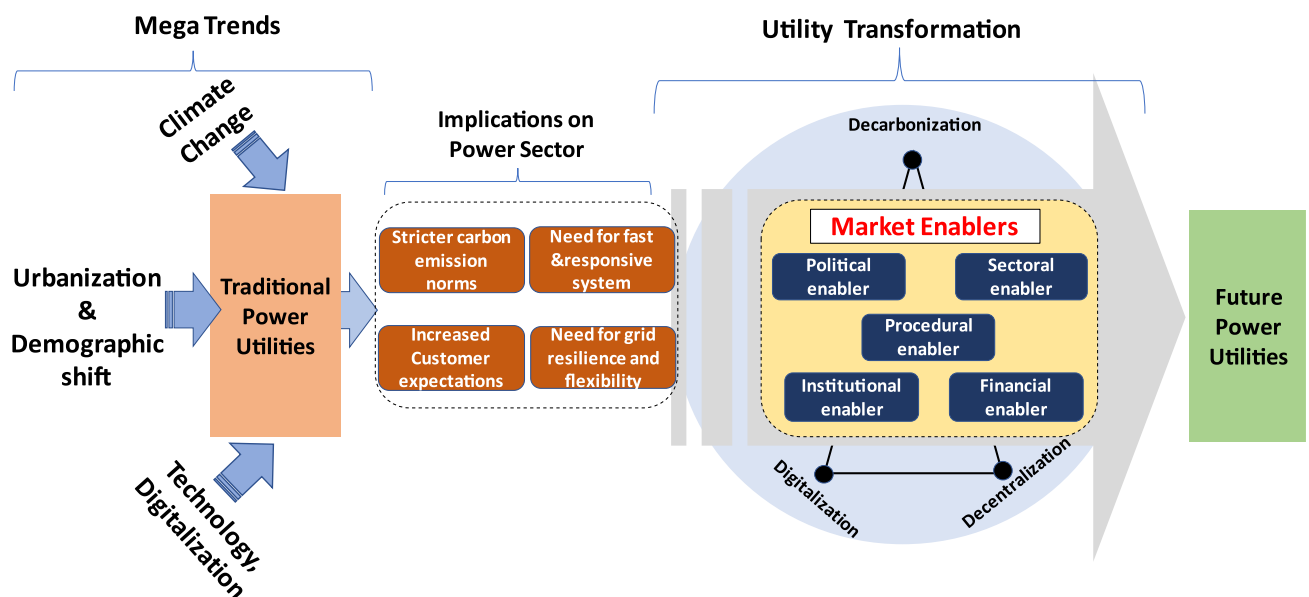 Mega Trends
Climate
Change
Urbanization
&
Demographic
shift
Technology,
Digitalization
Traditional
Power
Utilities
Implications on
Power Sector
Stricter carbon
emission
norms
Need for fast
&responsive
system
Increased
Customer
expectations
Need for grid
resilience and
flexibility
Utility Transformation
Decarbonization
Market Enablers
Political
enabler
Sectoral
enabler
Procedural
enabler
Institutional
enabler
Financial
enabler
Digitalization
Decentralization
Future
Power
Utilities